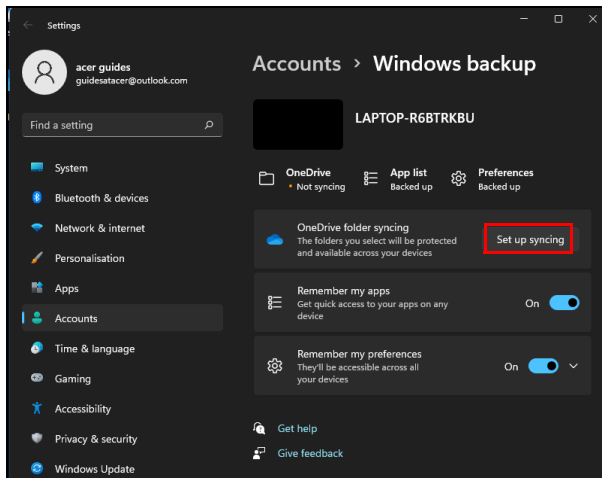 Settings
acer guides
guidesatacer@outlook.com
Find a setting
System
Bluetooth & devices
Network & internet
Personalisation
Apps
Accounts
Time & language
Gaming
Accessibility
Privacy & security
Windows Update
Accounts > Windows backup
LAPTOP-R6BTRKBU
OneDrive
• Not syncing
App list
Backed up
Preferences
Backed up
OneDrive folder syncing
The folders you select will be protected
and available across your devices
Set up syncing
Remember my apps
Get quick access to your apps on any
device
On
Remember my preferences
They'll be accessible across all
your devices
On
Get help
Give feedback